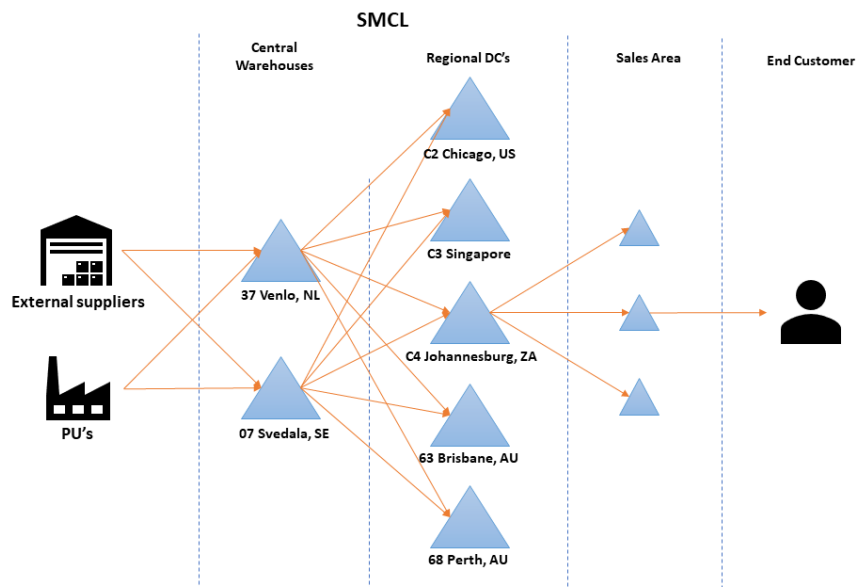 SMCL
Central
Warehouses
Regional DC's
Sales Area
End Customer
C2 Chicago, US
External suppliers
37 Venlo, NL
C3 Singapore
C4 Johannesburg, ZA
PU's
07 Svedala, SE
63 Brisbane, AU
68 Perth, AU